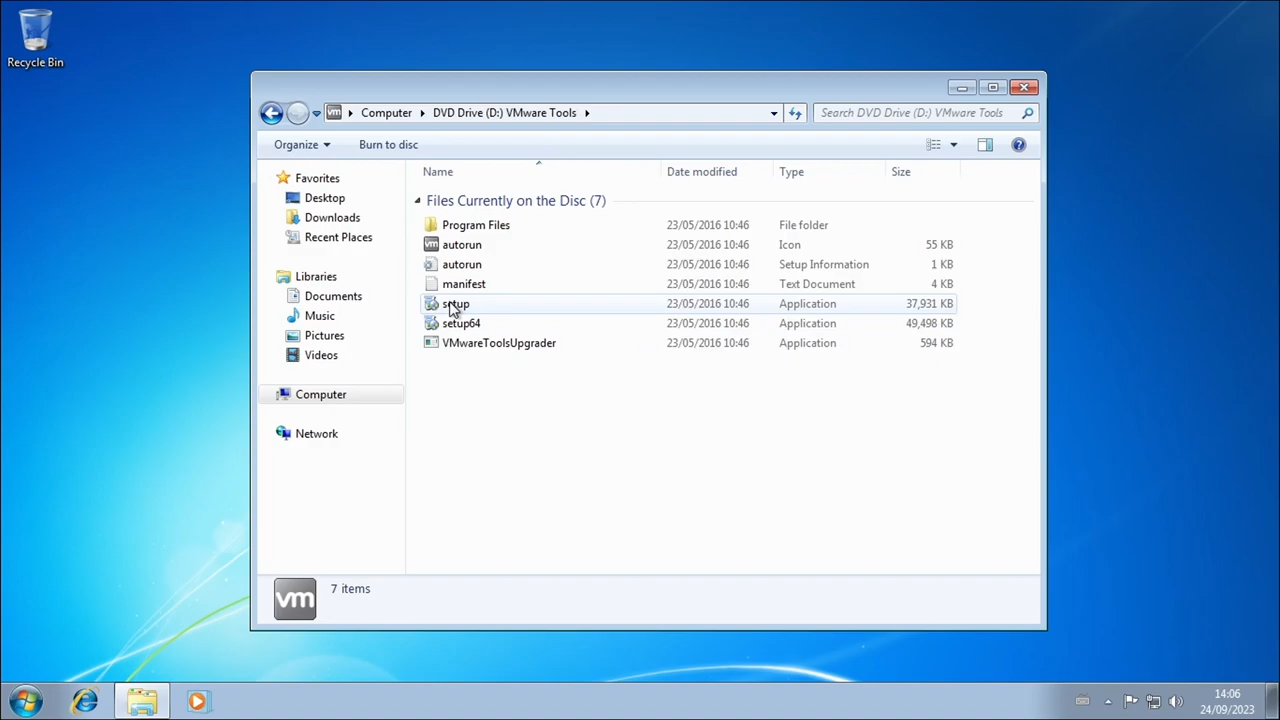 Recycle Bin
Computer DVD Drive (D:) VMware Tools
Search DVD Drive (D:) VMware Tools
Organize Burn to disc
Favorites
Desktop
Downloads
Recent Places
Libraries
Documents
Music
Pictures
Videos
Computer
Network
Name Date modified Type Size
Files Currently on the Disc (7)
Program Files 23/05/2016 10:46 File folder
autorun 23/05/2016 10:46 Icon 55 KB
autorun 23/05/2016 10:46 Setup Information 1 KB
manifest 23/05/2016 10:46 Text Document 4 KB
setup 23/05/2016 10:46 Application 37,931 KB
setup64 23/05/2016 10:46 Application 49,498 KB
VMwareToolsUpgrader 23/05/2016 10:46 Application 594 KB
vm
7 items
14:06
24/09/2023